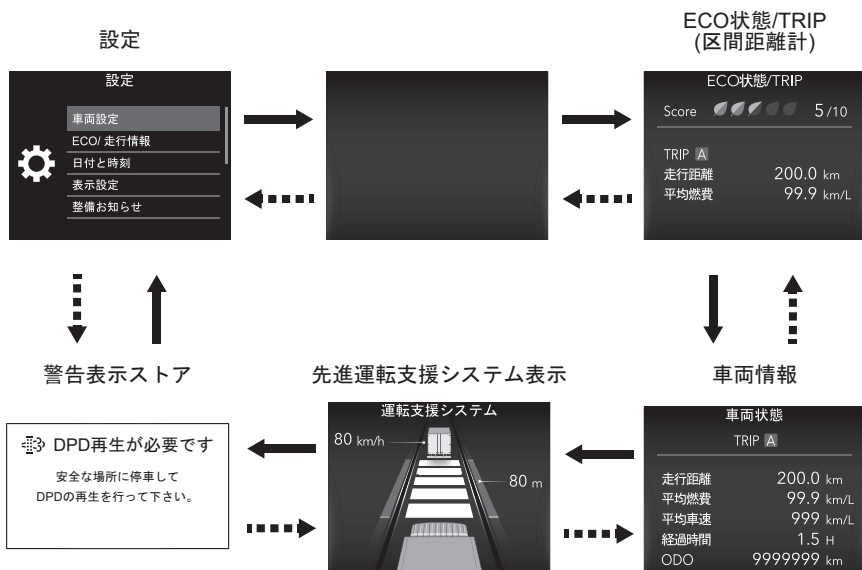 設定
ECO状態/TRIP
(区間距離計)
設定
車両設定
ECO/ 走行情報
日付と時刻
表示設定
整備お知らせ
ECO状態/TRIP
Score 5/10
TRIP A
走行距離 200.0 km
平均燃費 99.9 km/L
警告表示ストア
先進運転支援システム表示
車両情報
DPD再生が必要です
安全な場所に停車して
DPDの再生を行って下さい。
運転支援システム
80 km/h
80 m
車両状態
TRIP A
走行距離 200.0 km
平均燃費 99.9 km/L
平均車速 999 km/L
経過時間 1.5 H
ODO 9999999 km